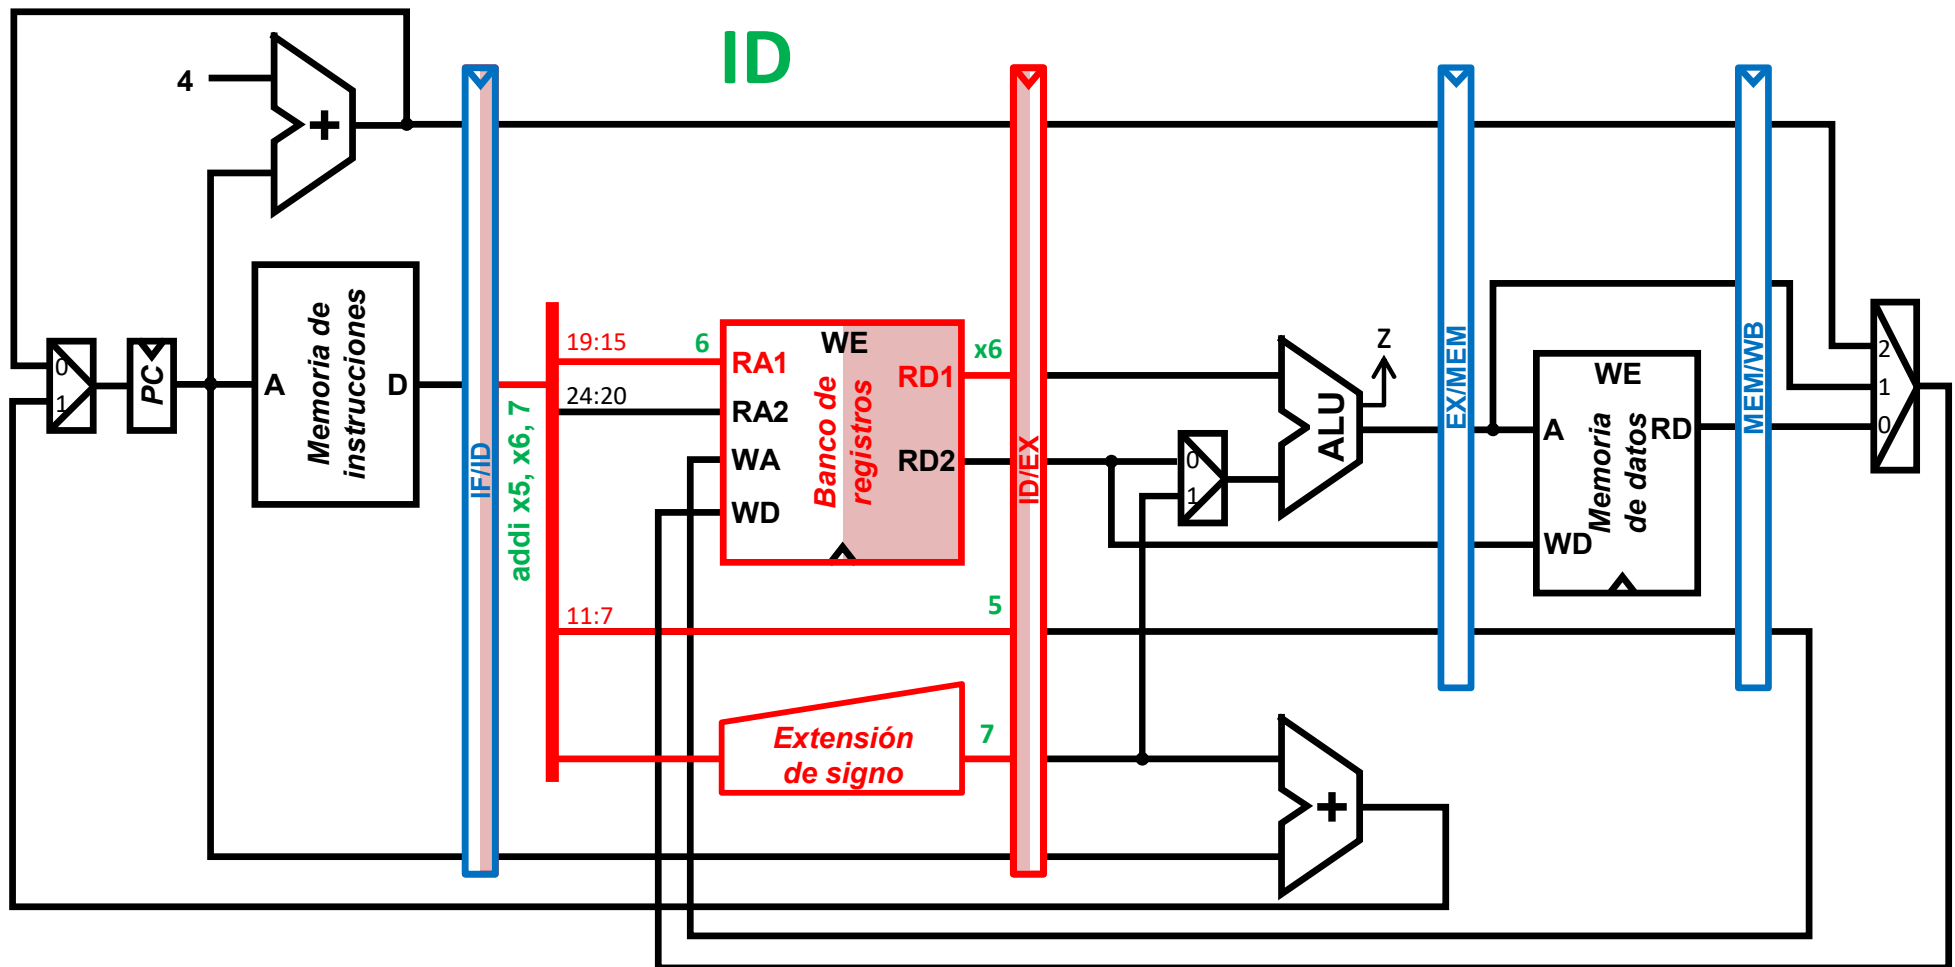 ID
4
+
0
1
PC
A
Memoria de
instrucciones
D
IF/ID
addi x5, x6, 7
19:15
6
24:20
11:7
RA1
RA2
WA
WD
WE
Banco de
registros
RD1
RD2
x6
5
Extensión
de signo
7
ID/EX
0
1
ALU
Z
+
EX/MEM
A
WE
Memoria
de datos
RD
WD
MEM/WB
2
1
0